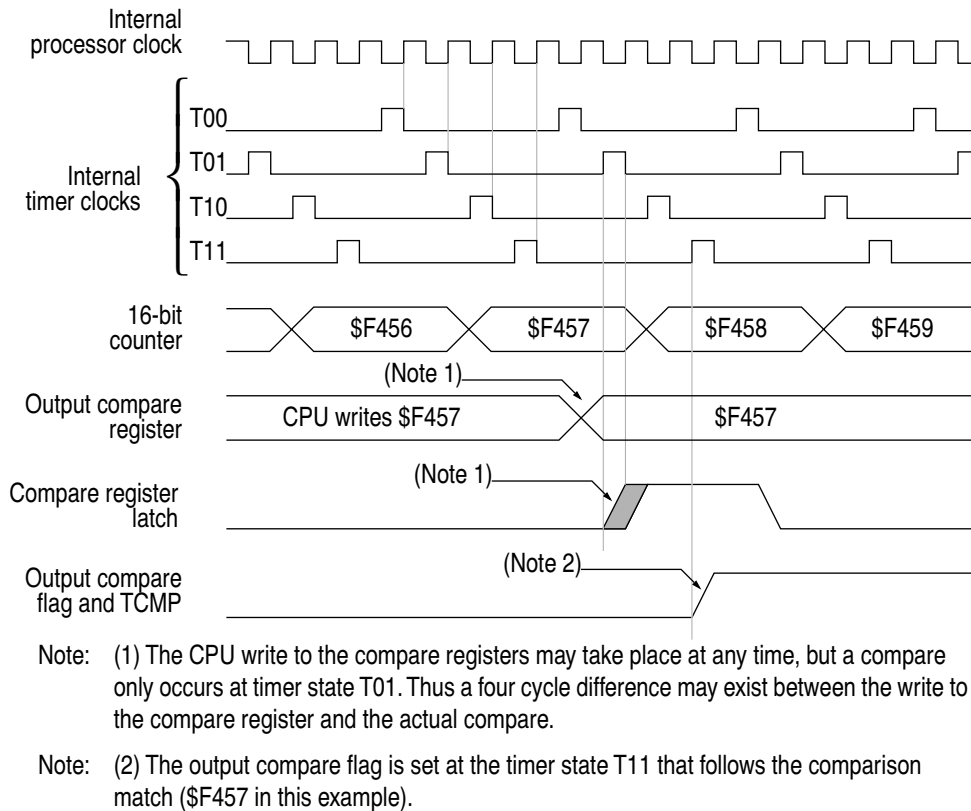 Internal
processor clock
T00
T01
Internal
timer clocks
T10
T11
16-bit
counter
$F456
$F457
$F458
$F459
(Note 1)
Output compare
register
CPU writes $F457
$F457
(Note 1)
Compare register
latch
(Note 2)
Output compare
flag and TCMP
Note: (1) The CPU write to the compare registers may take place at any time, but a compare
only occurs at timer state T01. Thus a four cycle difference may exist between the write to
the compare register and the actual compare.
Note: (2) The output compare flag is set at the timer state T11 that follows the comparison
match ($F457 in this example).